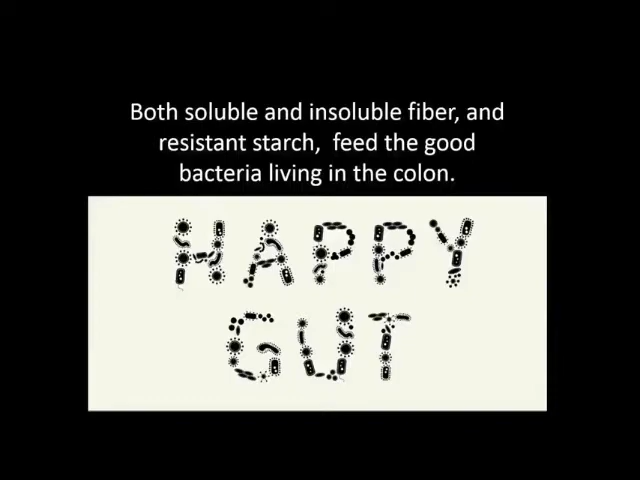 Both soluble and insoluble fiber, and
resistant starch,  feed the good
bacteria living in the colon.
HAPPY
GUT